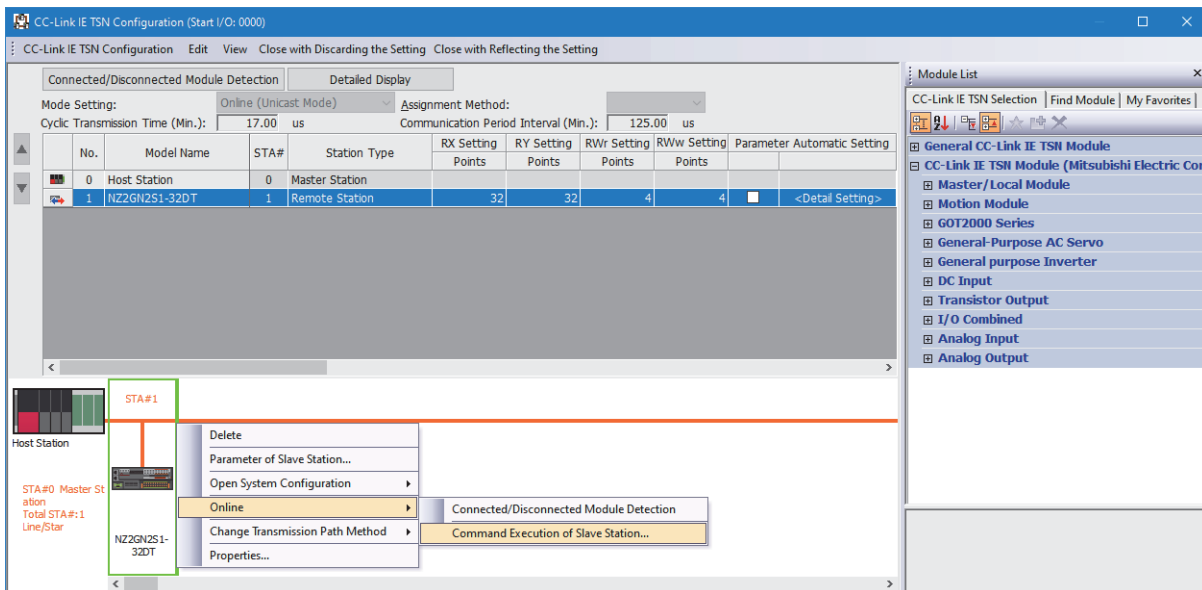 CC-Link IE TSN Configuration (Start I/O: 0000)
CC-Link IE TSN Configuration Edit View Close with Discarding the Setting Close with Reflecting the Setting
Connected/Disconnected Module Detection Detailed Display
Mode Setting: Online (Unicast Mode) Assignment Method:
Cyclic Transmission Time (Min.): 17.00 us Communication Period Interval (Min.): 125.00 us
No. Model Name STA# Station Type RX Setting RY Setting RWr Setting RWw Setting Parameter Automatic Setting
Points Points Points Points
0 Host Station 0 Master Station
1 NZ2GN2S1-32DT 1 Remote Station 32 32 4 4 <Detail Setting>
Host Station
STA#0 Master St
ation
Total STA#:1
Line/Star
STA#1
NZ2GN2S1-
32DT
Delete
Parameter of Slave Station...
Open System Configuration
Online
Change Transmission Path Method
Properties...
Connected/Disconnected Module Detection
Command Execution of Slave Station...
Module List
CC-Link IE TSN Selection Find Module My Favorites
General CC-Link IE TSN Module
CC-Link IE TSN Module (Mitsubishi Electric Cor
Master/Local Module
Motion Module
GOT2000 Series
General-Purpose AC Servo
General purpose Inverter
DC Input
Transistor Output
I/O Combined
Analog Input
Analog Output